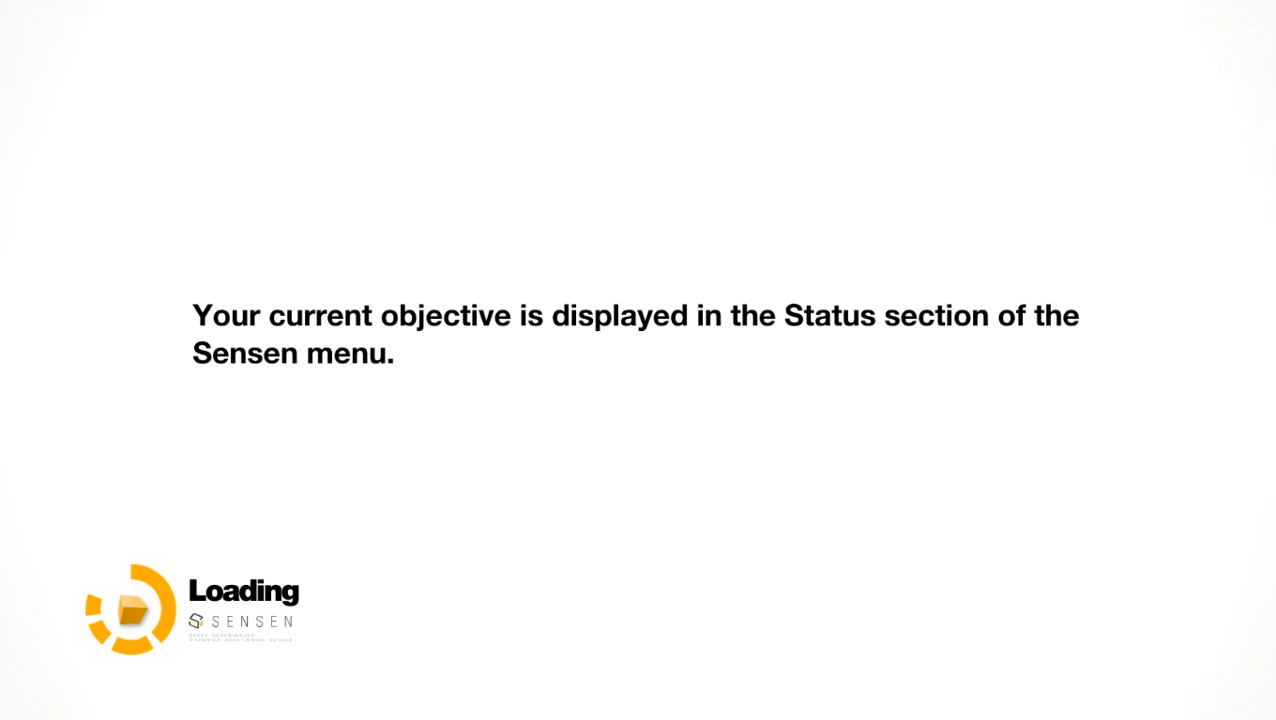 Your current objective is displayed in the Status section of the
Sensen menu.
Loading
SENSEN